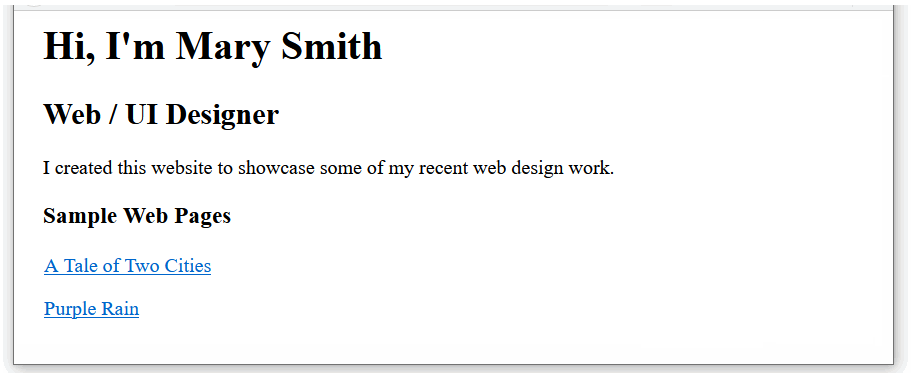 Hi, I'm Mary Smith
Web / UI Designer
I created this website to showcase some of my recent web design work.
Sample Web Pages
A Tale of Two Cities
Purple Rain